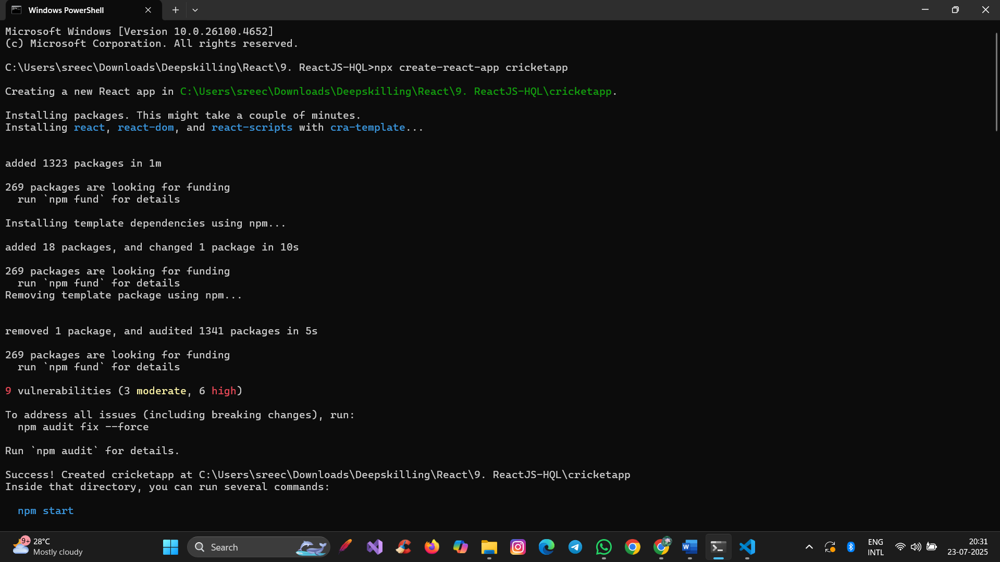 Windows PowerShell
Microsoft Windows [Version 10.0.26100.4652]
(c) Microsoft Corporation. All rights reserved.
C:\Users\sreec\Downloads\Deepskilling\React\9. ReactJS-HQL>npx create-react-app cricketapp
Creating a new React app in C:\Users\sreec\Downloads\Deepskilling\React\9. ReactJS-HQL\cricketapp.
Installing packages. This might take a couple of minutes.
Installing react, react-dom, and react-scripts with cra-template...
added 1323 packages in 1m
269 packages are looking for funding
  run `npm fund` for details
Installing template dependencies using npm...
added 18 packages, and changed 1 package in 10s
269 packages are looking for funding
  run `npm fund` for details
Removing template package using npm...
removed 1 package, and audited 1341 packages in 5s
269 packages are looking for funding
  run `npm fund` for details
9 vulnerabilities (3 moderate, 6 high)
To address all issues (including breaking changes), run:
  npm audit fix --force
Run `npm audit` for details.
Success! Created cricketapp at C:\Users\sreec\Downloads\Deepskilling\React\9. ReactJS-HQL\cricketapp
Inside that directory, you can run several commands:
  npm start
9+
28°C
Mostly cloudy
Search
W
ENG
INTL
20:31
23-07-2025